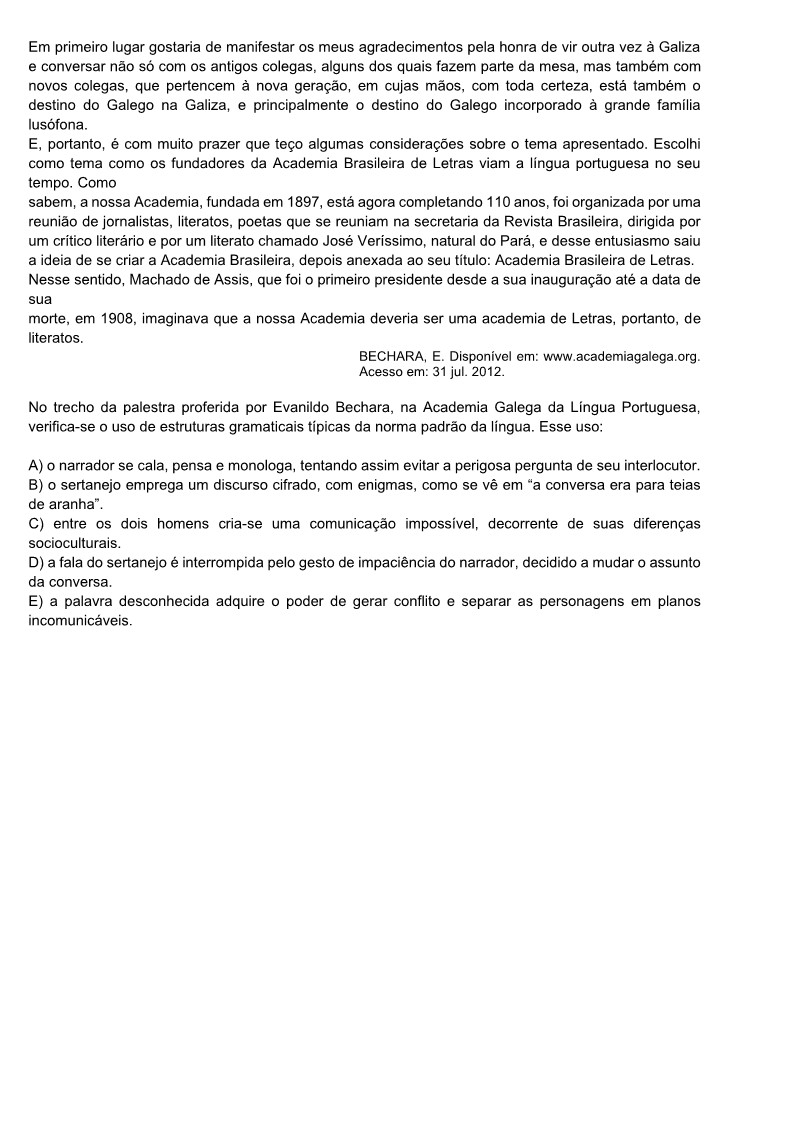 Em primeiro lugar gostaria de manifestar os meus agradecimentos pela honra de vir outra vez à Galiza
e conversar não só com os antigos colegas, alguns dos quais fazem parte da mesa, mas também com
novos colegas, que pertencem à nova geração, em cujas mãos, com toda certeza, está também o
destino do Galego na Galiza, e principalmente o destino do Galego incorporado à grande família
lusófona.
E, portanto, é com muito prazer que teço algumas considerações sobre o tema apresentado. Escolhi
como tema como os fundadores da Academia Brasileira de Letras viam a língua portuguesa no seu
tempo. Como
sabem, a nossa Academia, fundada em 1897, está agora completando 110 anos, foi organizada por uma
reunião de jornalistas, literatos, poetas que se reuniam na secretaria da Revista Brasileira, dirigida por
um crítico literário e por um literato chamado José Veríssimo, natural do Pará, e desse entusiasmo saiu
a ideia de se criar a Academia Brasileira, depois anexada ao seu título: Academia Brasileira de Letras.
Nesse sentido, Machado de Assis, que foi o primeiro presidente desde a sua inauguração até a data de
sua
morte, em 1908, imaginava que a nossa Academia deveria ser uma academia de Letras, portanto, de
literatos.
BECHARA, E. Disponível em: www.academiagalega.org.
Acesso em: 31 jul. 2012.
No trecho da palestra proferida por Evanildo Bechara, na Academia Galega da Língua Portuguesa,
verifica-se o uso de estruturas gramaticais típicas da norma padrão da língua. Esse uso:
A) o narrador se cala, pensa e monologa, tentando assim evitar a perigosa pergunta de seu interlocutor.
B) o sertanejo emprega um discurso cifrado, com enigmas, como se vê em “a conversa era para teias
de aranha”.
C) entre os dois homens cria-se uma comunicação impossível, decorrente de suas diferenças
socioculturais.
D) a fala do sertanejo é interrompida pelo gesto de impaciência do narrador, decidido a mudar o assunto
da conversa.
E) a palavra desconhecida adquire o poder de gerar conflito e separar as personagens em planos
incomunicáveis.